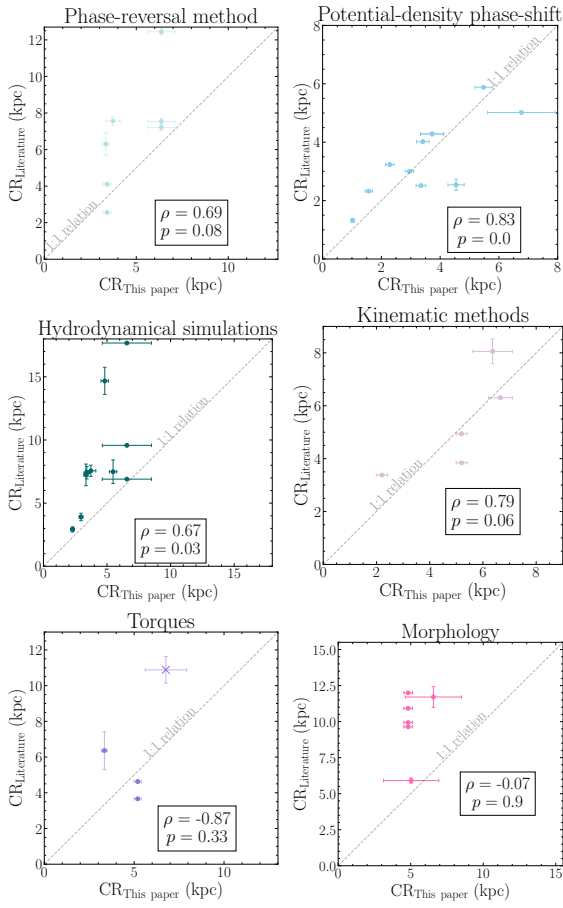 Phase-reversal method
12
10
8
6
4
2
0
0
5
10
CR_Literature (kpc)
CR_This paper (kpc)
1:1 relation
ρ = 0.69
p = 0.08
Potential-density phase-shift
8
6
4
2
0
0
2
4
6
8
CR_Literature (kpc)
CR_This paper (kpc)
1:1 relation
ρ = 0.83
p = 0.0
Hydrodynamical simulations
15
10
5
0
0
5
10
15
CR_Literature (kpc)
CR_This paper (kpc)
1:1 relation
ρ = 0.67
p = 0.03
Kinematic methods
8
6
4
2
0
0
2
4
6
8
CR_Literature (kpc)
CR_This paper (kpc)
1:1 relation
ρ = 0.79
p = 0.06
Torques
12
10
8
6
4
2
0
0
5
10
CR_Literature (kpc)
CR_This paper (kpc)
1:1 relation
ρ = -0.87
p = 0.33
Morphology
15.0
12.5
10.0
7.5
5.0
2.5
0.0
0
5
10
15
CR_Literature (kpc)
CR_This paper (kpc)
1:1 relation
ρ = -0.07
p = 0.9